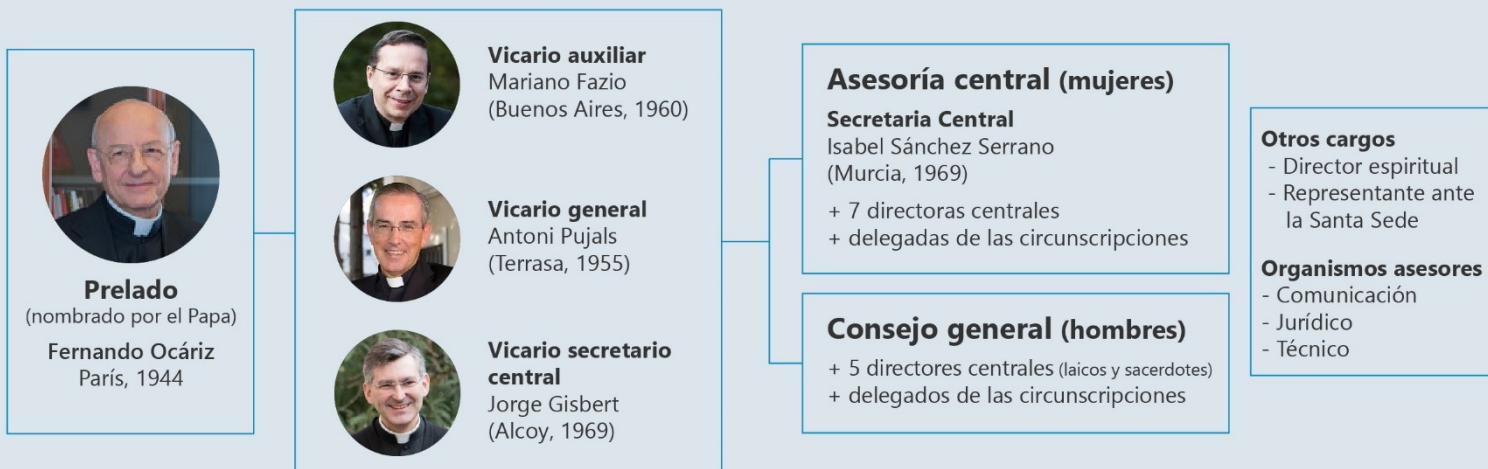 Prelado
(nombrado por el Papa)
Fernando Ocáriz
París, 1944
Vicario auxiliar
Mariano Fazio
(Buenos Aires, 1960)
Vicario general
Antoni Pujals
(Terrasa, 1955)
Vicario secretario
central
Jorge Gisbert
(Alcoy, 1969)
Asesoría central (mujeres)
Secretaria Central
Isabel Sánchez Serrano
(Murcia, 1969)
+ 7 directoras centrales
+ delegadas de las circunscripciones
Consejo general (hombres)
+ 5 directores centrales (laicos y sacerdotes)
+ delegados de las circunscripciones
Otros cargos
- Director espiritual
- Representante ante
la Santa Sede
Organismos asesores
- Comunicación
- Jurídico
- Técnico